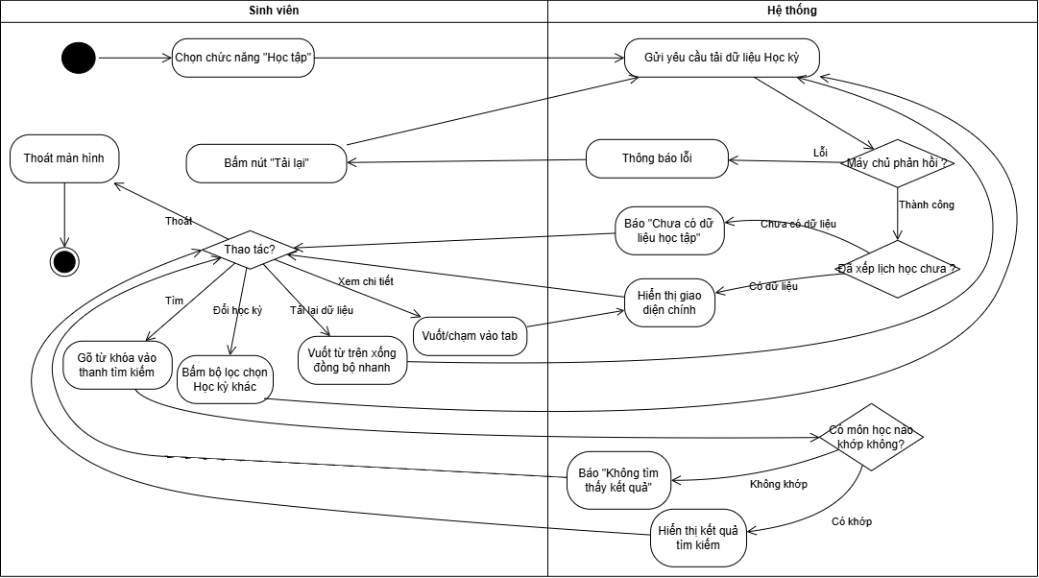 Sinh viên
Hệ thống
Chọn chức năng "Học tập"
Gửi yêu cầu tải dữ liệu Học kỳ
Thoát màn hình
Bấm nút "Tải lại"
Thông báo lỗi
Lỗi
Máy chủ phản hồi ?
Thành công
Thoát
Thao tác?
Báo "Chưa có dữ
liệu học tập"
Chưa có dữ liệu
Đã xếp lịch học chưa ?
Có dữ liệu
Hiển thị giao
diện chính
Xem chi tiết
Tìm
Đổi học kỳ
Tải lại dữ liệu
Vuốt/chạm vào tab
Gõ từ khóa vào
thanh tìm kiếm
Bấm bộ lọc chọn
Học kỳ khác
Vuốt từ trên xống
đồng bộ nhanh
Có môn học nào
khớp không?
Báo "Không tìm
thấy kết quả"
Không khớp
Hiển thị kết quả
tìm kiếm
Có khớp